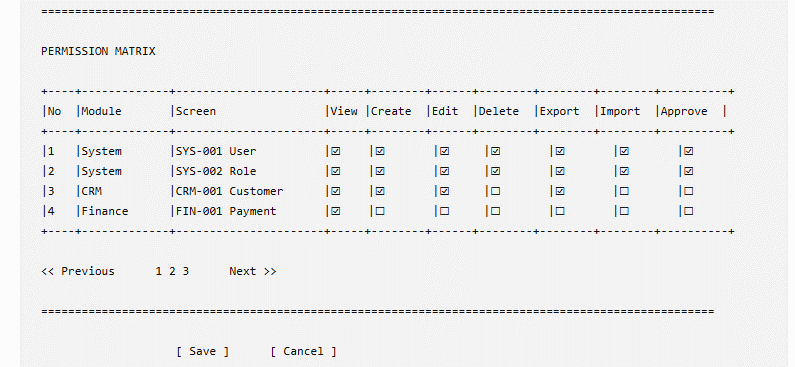 ====================================================================================================
PERMISSION MATRIX
+----+-------------+----------------------+-----+--------+------+--------+--------+--------+----------+
|No  |Module       |Screen                |View |Create  |Edit  |Delete  |Export  |Import  |Approve  |
+----+-------------+----------------------+-----+--------+------+--------+--------+--------+----------+
|1   |System       |SYS-001 User          |☑    |☑       |☑     |☑       |☑       |☑       |☑
|2   |System       |SYS-002 Role          |☑    |☑       |☑     |☑       |☑       |☑       |☑
|3   |CRM          |CRM-001 Customer      |☑    |☑       |☑     |☐       |☑       |☐       |☐
|4   |Finance      |FIN-001 Payment       |☑    |☐       |☐     |☐       |☐       |☐       |☐
+----+-------------+----------------------+-----+--------+------+--------+--------+--------+----------+
<< Previous      1 2 3      Next >>
====================================================================================================
[ Save ]      [ Cancel ]